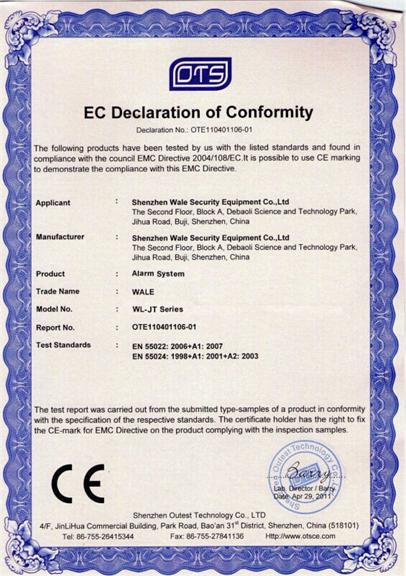 OTS
EC Declaration of Conformity
Declaration No.: OTE110401106-01
The following products have been tested by us with the listed standards and found in
compliance with the council EMC Directive 2004/108/EC.It is possible to use CE marking
to demonstrate the compliance with this EMC Directive.
Applicant : Shenzhen Wale Security Equipment Co.,Ltd
The Second Floor, Block A, Debaoli Science and Technology Park,
Jihua Road, Buji, Shenzhen, China
Manufacturer : Shenzhen Wale Security Equipment Co.,Ltd
The Second Floor, Block A, Debaoli Science and Technology Park,
Jihua Road, Buji, Shenzhen, China
Product : Alarm System
Trade Name : WALE
Model No. : WL-JT Series
Report No. : OTE110401106-01
Test Standards : EN 55022: 2006+A1: 2007
EN 55024: 1998+A1: 2001+A2: 2003
The test report was carried out from the submitted type-samples of a product in conformity
with the specification of the respective standards. The certificate holder has the right to fix
the CE-mark for EMC Directive on the product complying with the inspection samples.
CE
Shenzhen Outest Technology Co.
Barry
Lab. Director / Barry
Date: Apr 29, 2011
Shenzhen Outest Technology Co., LTD
4/F, JinLiHua Commercial Building, Park Road, Bao'an 31st District, Shenzhen, China (518101)
Tel: 86-755-26415344 Fax: 86-755-27841136 Http://www.otsce.com